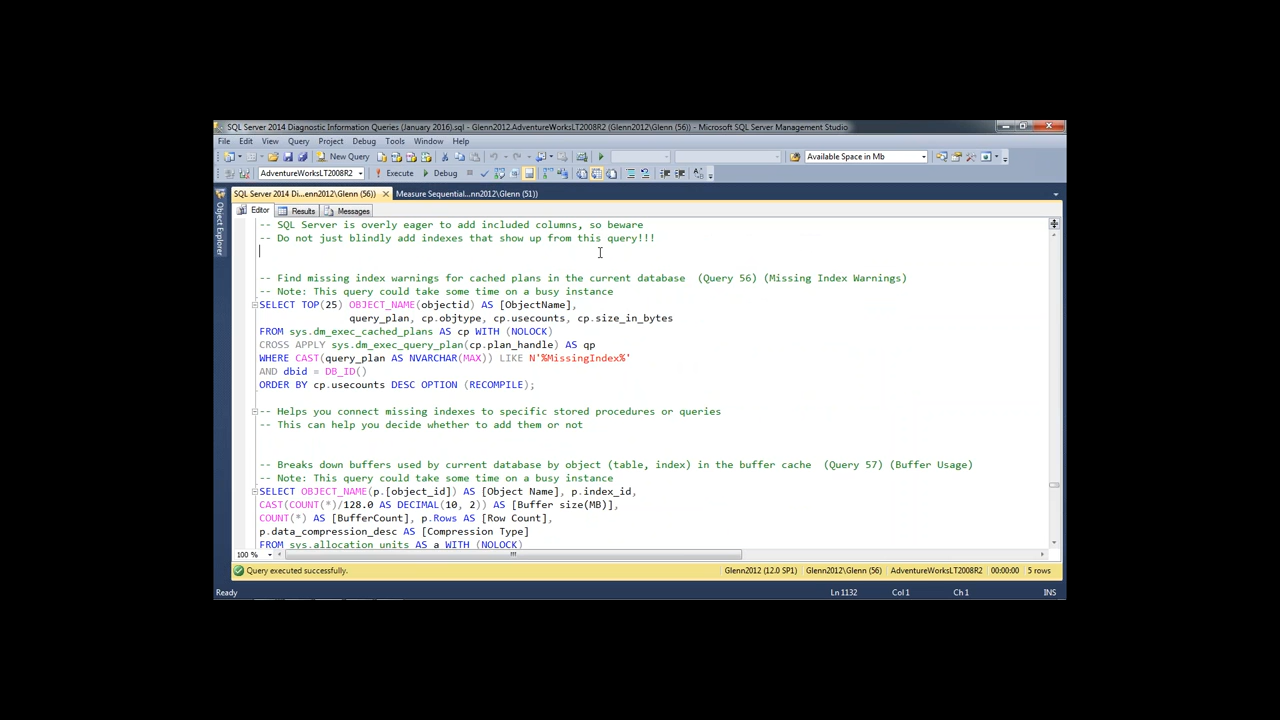 SQL Server 2014 Diagnostic Information Queries (January 2016).sql - Glenn2012.AdventureWorksLT2008R2 (Glenn2012\Glenn (56)) - Microsoft SQL Server Management Studio
File Edit View Query Project Debug Tools Window Help
New Query Available Space in Mb
AdventureWorksLT2008R2 Execute Debug
SQL Server 2014 Di...enn2012\Glenn (56)) Measure Sequential...nn2012\Glenn (51))
Object Explorer
Editor Results Messages
-- SQL Server is overly eager to add included columns, so beware
-- Do not just blindly add indexes that show up from this query!!!
-- Find missing index warnings for cached plans in the current database (Query 56) (Missing Index Warnings)
-- Note: This query could take some time on a busy instance
SELECT TOP(25) OBJECT_NAME(objectid) AS [ObjectName],
query_plan, cp.objtype, cp.usecounts, cp.size_in_bytes
FROM sys.dm_exec_cached_plans AS cp WITH (NOLOCK)
CROSS APPLY sys.dm_exec_query_plan(cp.plan_handle) AS qp
WHERE CAST(query_plan AS NVARCHAR(MAX)) LIKE N'%MissingIndex%'
AND dbid = DB_ID()
ORDER BY cp.usecounts DESC OPTION (RECOMPILE);
-- Helps you connect missing indexes to specific stored procedures or queries
-- This can help you decide whether to add them or not
-- Breaks down buffers used by current database by object (table, index) in the buffer cache (Query 57) (Buffer Usage)
-- Note: This query could take some time on a busy instance
SELECT OBJECT_NAME(p.[object_id]) AS [Object Name], p.index_id,
CAST(COUNT(*)/128.0 AS DECIMAL(10, 2)) AS [Buffer size(MB)],
COUNT(*) AS [BufferCount], p.Rows AS [Row Count],
p.data_compression_desc AS [Compression Type]
FROM sys.allocation_units AS a WITH (NOLOCK)
100 %
Query executed successfully. Glenn2012 (12.0 SP1) Glenn2012\Glenn (56) AdventureWorksLT2008R2 00:00:00 5 rows
Ready Ln 1132 Col 1 Ch 1 INS